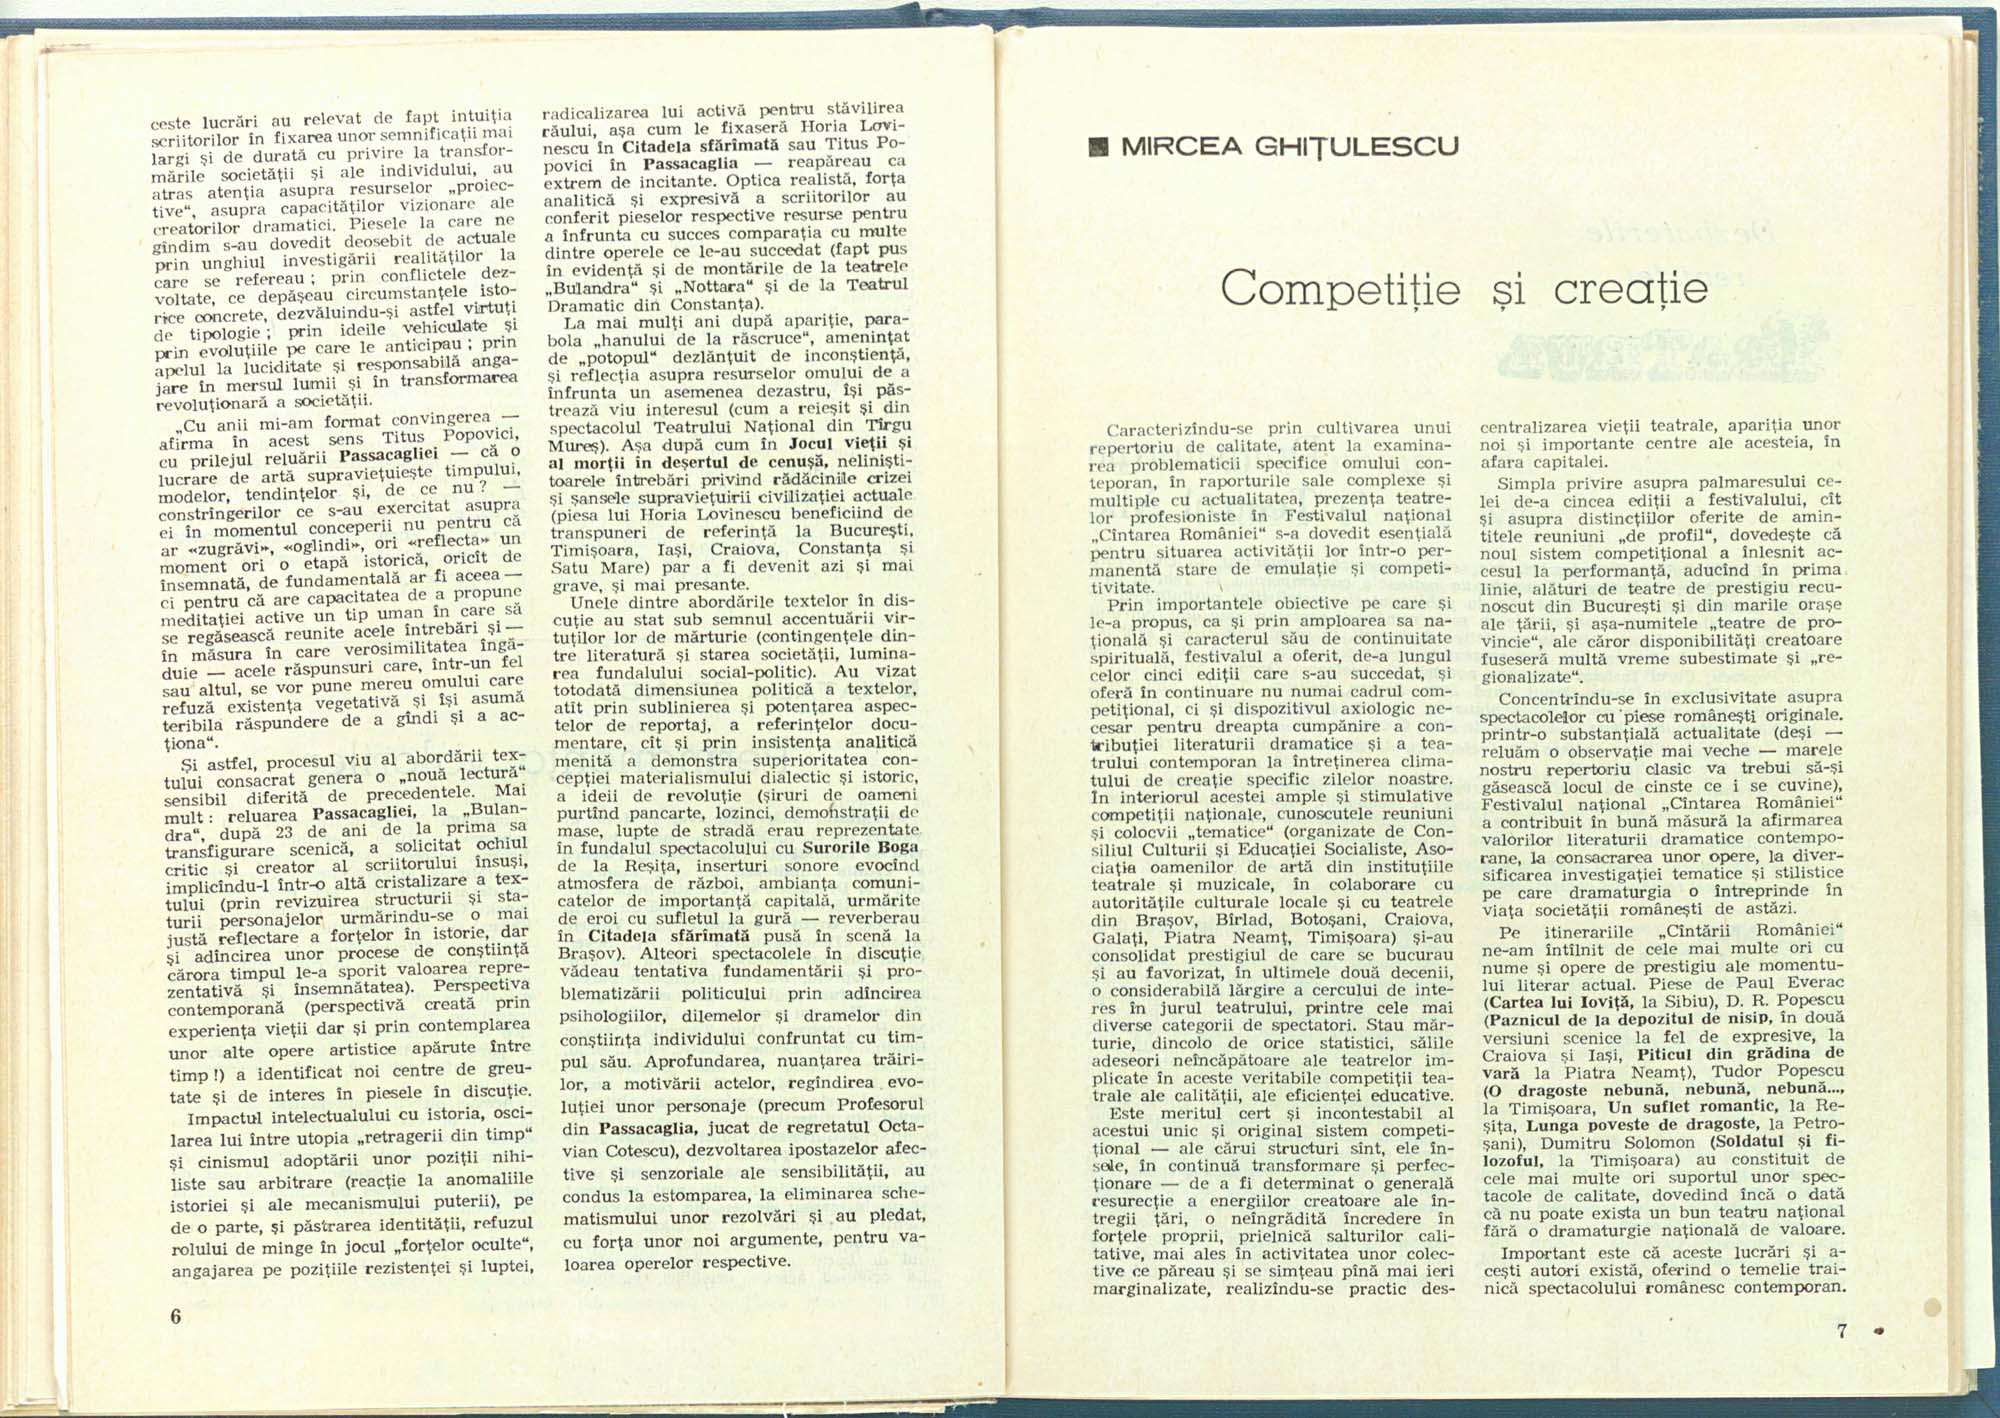 ceste lucrări au relevat de fapt intuiția
scriitorilor în fixarea unor semnificații mai
largi și de durată cu privire la transfor-
mările societății și ale individului, au
atras atenția asupra resurselor „proiec-
tive“, asupra capacităților vizionare ale
creatorilor dramatici. Piesele la care ne
gîndim s-au dovedit deosebit de actuale
prin unghiul investigării realităților la
care se refereau ; prin conflictele dez-
voltate, ce depășeau circumstanțele isto-
rice concrete, dezvăluindu-și astfel virtuți
de tipologie ; prin ideile vehiculate și
prin evoluțiile pe care le anticipau ; prin
apelul la luciditate și responsabilă anga-
jare în mersul lumii și în transformarea
revoluționară a societății.
„Cu anii mi-am format convingerea —
afirma în acest sens Titus Popovici,
cu prilejul reluării Passacagliei — că o
lucrare de artă supraviețuiește timpului,
modelor, tendințelor și, de ce nu ? —
constrîngerilor ce s-au exercitat asupra
ei în momentul conceperii nu pentru că
ar «zugrăvi», «oglindi», ori «reflecta» un
moment ori o etapă istorică, oricît de
însemnată, de fundamentală ar fi aceea —
ci pentru că are capacitatea de a propune
meditației active un tip uman în care să
se regăsească reunite acele întrebări și —
în măsura în care verosimilitatea îngă-
duie — acele răspunsuri care, într-un fel
sau altul, se vor pune mereu omului care
refuză existența vegetativă și își asumă
teribila răspundere de a gîndi și a ac-
ționa“.
Și astfel, procesul viu al abordării tex-
tului consacrat genera o „nouă lectură“
sensibil diferită de precedentele. Mai
mult : reluarea Passacagliei, la „Bulan-
dra“, după 23 de ani de la prima sa
transfigurare scenică, a solicitat ochiul
critic și creator al scriitorului însuși,
implicîndu-l într-o altă cristalizare a tex-
tului (prin revizuirea structurii și sta-
turii personajelor urmărindu-se o mai
justă reflectare a forțelor în istorie, dar
și adîncirea unor procese de conștiință
cărora timpul le-a sporit valoarea repre-
zentativă și însemnătatea). Perspectiva
contemporană (perspectivă creată prin
experiența vieții dar și prin contemplarea
unor alte opere artistice apărute între
timp !) a identificat noi centre de greu-
tate și de interes în piesele în discuție.
Impactul intelectualului cu istoria, osci-
larea lui între utopia „retragerii din timp“
și cinismul adoptării unor poziții nihi-
liste sau arbitrare (reacție la anomaliile
istoriei și ale mecanismului puterii), pe
de o parte, și păstrarea identității, refuzul
rolului de minge în jocul „forțelor oculte“,
angajarea pe pozițiile rezistenței și luptei,
6
radicalizarea lui activă pentru stăvilirea
răului, așa cum le fixaseră Horia Lovi-
nescu în Citadela sfărîmată sau Titus Po-
povici în Passacaglia — reapăreau ca
extrem de incitante. Optica realistă, forța
analitică și expresivă a scriitorilor au
conferit pieselor respective resurse pentru
a înfrunta cu succes comparația cu multe
dintre operele ce le-au succedat (fapt pus
în evidență și de montările de la teatrele
„Bulandra“ și „Nottara“ și de la Teatrul
Dramatic din Constanța).
La mai mulți ani după apariție, para-
bola „hanului de la răscruce“, amenințat
de „potopul“ dezlănțuit de inconștiență,
și reflecția asupra resurselor omului de a
înfrunta un asemenea dezastru, își păs-
trează viu interesul (cum a reieșit și din
spectacolul Teatrului Național din Tîrgu
Mureș). Așa după cum în Jocul vieții și
al morții în deșertul de cenușă, neliniști-
toarele întrebări privind rădăcinile crizei
și șansele supraviețuirii civilizației actuale
(piesa lui Horia Lovinescu beneficiind de
transpuneri de referință la București,
Timișoara, Iași, Craiova, Constanța și
Satu Mare) par a fi devenit azi și mai
grave, și mai presante.
Unele dintre abordările textelor în dis-
cuție au stat sub semnul accentuării vir-
tuților lor de mărturie (contingențele din-
tre literatură și starea societății, lumina-
rea fundalului social-politic). Au vizat
totodată dimensiunea politică a textelor,
atît prin sublinierea și potențarea aspec-
telor de reportaj, a referințelor docu-
mentare, cît și prin insistența analitică
menită a demonstra superioritatea con-
cepției materialismului dialectic și istoric,
a ideii de revoluție (șiruri de oameni
purtînd pancarte, lozinci, demonstrații de
mase, lupte de stradă erau reprezentate
în fundalul spectacolului cu Surorile Boga
de la Reșița, inserturi sonore evocînd
atmosfera de război, ambianța comuni-
catelor de importanță capitală, urmărite
de eroi cu sufletul la gură — reverberau
în Citadela sfărîmată pusă în scenă la
Brașov). Alteori spectacolele în discuție
vădeau tentativa fundamentării și pro-
blematizării politicului prin adîncirea
psihologiilor, dilemelor și dramelor din
conștiința individului confruntat cu tim-
pul său. Aprofundarea, nuanțarea trăiri-
lor, a motivării actelor, regîndirea evo-
luției unor personaje (precum Profesorul
din Passacaglia, jucat de regretatul Octa-
vian Cotescu), dezvoltarea ipostazelor afec-
tive și senzoriale ale sensibilității, au
condus la estomparea, la eliminarea sche-
matismului unor rezolvări și au pledat,
cu forța unor noi argumente, pentru va-
loarea operelor respective.
■ MIRCEA GHIȚULESCU
Competiție și creație
Caracterizîndu-se prin cultivarea unui
repertoriu de calitate, atent la examina-
rea problematicii specifice omului con-
teporan, în raporturile sale complexe și
multiple cu actualitatea, prezența teatre-
lor profesioniste în Festivalul național
„Cîntarea României“ s-a dovedit esențială
pentru situarea activității lor într-o per-
manentă stare de emulație și competi-
tivitate.
Prin importantele obiective pe care și
le-a propus, ca și prin amploarea sa na-
țională și caracterul său de continuitate
spirituală, festivalul a oferit, de-a lungul
celor cinci ediții care s-au succedat, și
oferă în continuare nu numai cadrul com-
petițional, ci și dispozitivul axiologic ne-
cesar pentru dreapta cumpănire a con-
tribuției literaturii dramatice și a tea-
trului contemporan la întreținerea clima-
tului de creație specific zilelor noastre.
În interiorul acestei ample și stimulative
competiții naționale, cunoscutele reuniuni
și colocvii „tematice“ (organizate de Con-
siliul Culturii și Educației Socialiste, Aso-
ciația oamenilor de artă din instituțiile
teatrale și muzicale, în colaborare cu
autoritățile culturale locale și cu teatrele
din Brașov, Bîrlad, Botoșani, Craiova,
Galați, Piatra Neamț, Timișoara) și-au
consolidat prestigiul de care se bucurau
și au favorizat, în ultimele două decenii,
o considerabilă lărgire a cercului de inte-
res în jurul teatrului, printre cele mai
diverse categorii de spectatori. Stau măr-
turie, dincolo de orice statistici, sălile
adeseori neîncăpătoare ale teatrelor im-
plicate în aceste veritabile competiții tea-
trale ale calității, ale eficienței educative.
Este meritul cert și incontestabil al
acestui unic și original sistem competi-
țional — ale cărui structuri sînt, ele în-
sele, în continuă transformare și perfec-
ționare — de a fi determinat o generală
resurecție a energiilor creatoare ale în-
tregii țări, o neîngrădită încredere în
forțele proprii, prielnică salturilor cali-
tative, mai ales în activitatea unor colec-
tive ce păreau și se simțeau pînă mai ieri
marginalizate, realizîndu-se practic des-
centralizarea vieții teatrale, apariția unor
noi și importante centre ale acesteia, în
afara capitalei.
Simpla privire asupra palmaresului ce-
lei de-a cincea ediții a festivalului, cît
și asupra distincțiilor oferite de amin-
titele reuniuni „de profil“, dovedește că
noul sistem competițional a înlesnit ac-
cesul la performanță, aducînd în prima
linie, alături de teatre de prestigiu recu-
noscut din București și din marile orașe
ale țării, și așa-numitele „teatre de pro-
vincie“, ale căror disponibilități creatoare
fuseseră multă vreme subestimate și „re-
gionalizate“.
Concentrîndu-se în exclusivitate asupra
spectacolelor cu piese românești originale.
printr-o substanțială actualitate (deși —
reluăm o observație mai veche — marele
nostru repertoriu clasic va trebui să-și
găsească locul de cinste ce i se cuvine),
Festivalul național „Cîntarea României“
a contribuit în bună măsură la afirmarea
valorilor literaturii dramatice contempo-
rane, la consacrarea unor opere, la diver-
sificarea investigației tematice și stilistice
pe care dramaturgia o întreprinde în
viața societății românești de astăzi.
Pe itinerariile „Cîntării României“
ne-am întîlnit de cele mai multe ori cu
nume și opere de prestigiu ale momentu-
lui literar actual. Piese de Paul Everac
(Cartea lui Ioviță, la Sibiu), D. R. Popescu
(Paznicul de la depozitul de nisip, în două
versiuni scenice la fel de expresive, la
Craiova și Iași, Piticul din grădina de
vară la Piatra Neamț), Tudor Popescu
(O dragoste nebună, nebună, nebună...,
la Timișoara, Un suflet romantic, la Re-
șița, Lunga poveste de dragoste, la Petro-
șani), Dumitru Solomon (Soldatul și fi-
lozoful, la Timișoara) au constituit de
cele mai multe ori suportul unor spec-
tacole de calitate, dovedind încă o dată
că nu poate exista un bun teatru național
fără o dramaturgie națională de valoare.
Important este că aceste lucrări și a-
cești autori există, oferind o temelie trai-
nică spectacolului românesc contemporan.
7